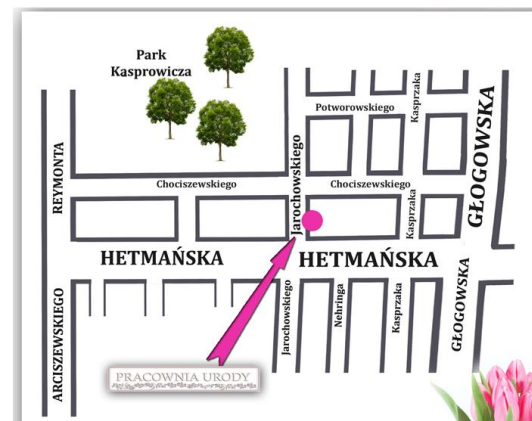 Park
Kasprowicza
Potworowskiego
Kasprzaka
GŁOGOWSKA
REYMONTA
Jarochowskiego
Chociszewskiego
Chociszewskiego
Kasprzaka
HETMAŃSKA
HETMAŃSKA
ARCISZEWSKIEGO
Jarochowskiego
Nehringa
Kasprzaka
GŁOGOWSKA
PRACOWNIA URODY